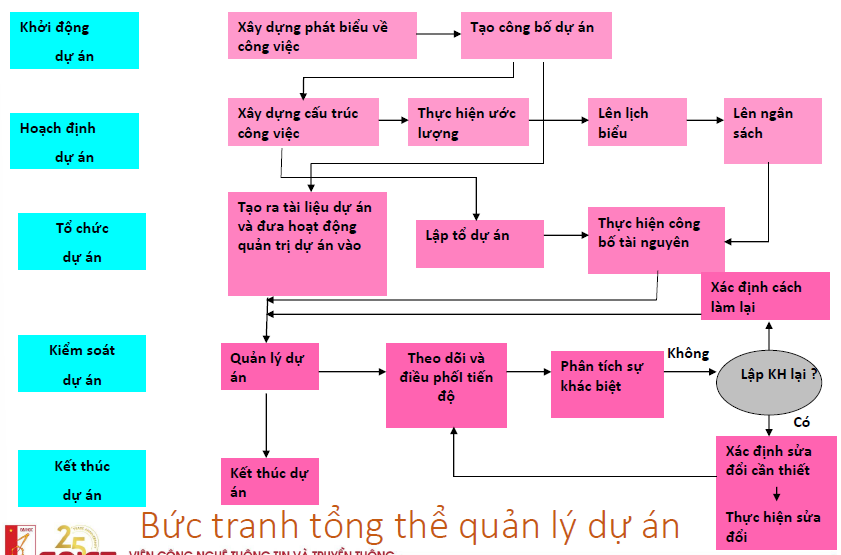 Khởi động
dự án
Xây dựng phát biểu về
công việc
Tạo công bố dự án
Hoạch định
dự án
Xây dựng cấu trúc
công việc
Thực hiện ước
lượng
Lên lịch
biểu
Lên ngân
sách
Tổ chức
dự án
Tạo ra tài liệu dự án
và đưa hoạt động
quản trị dự án vào
Lập tổ dự án
Thực hiện công
bố tài nguyên
Xác định cách
làm lại
Kiểm soát
dự án
Quản lý dự
án
Theo dõi và
điều phốI tiến
độ
Phân tích sự
khác biệt
Không
Lập KH lại ?
Có
Kết thúc
dự án
Kết thúc dự
án
Xác định sửa
đổi cần thiết
Thực hiện sửa
đổi
Bức tranh tổng thể quản lý dự án
25
VIỆN CÔNG NGHỆ THÔNG TIN VÀ TRUYỀN THÔNG